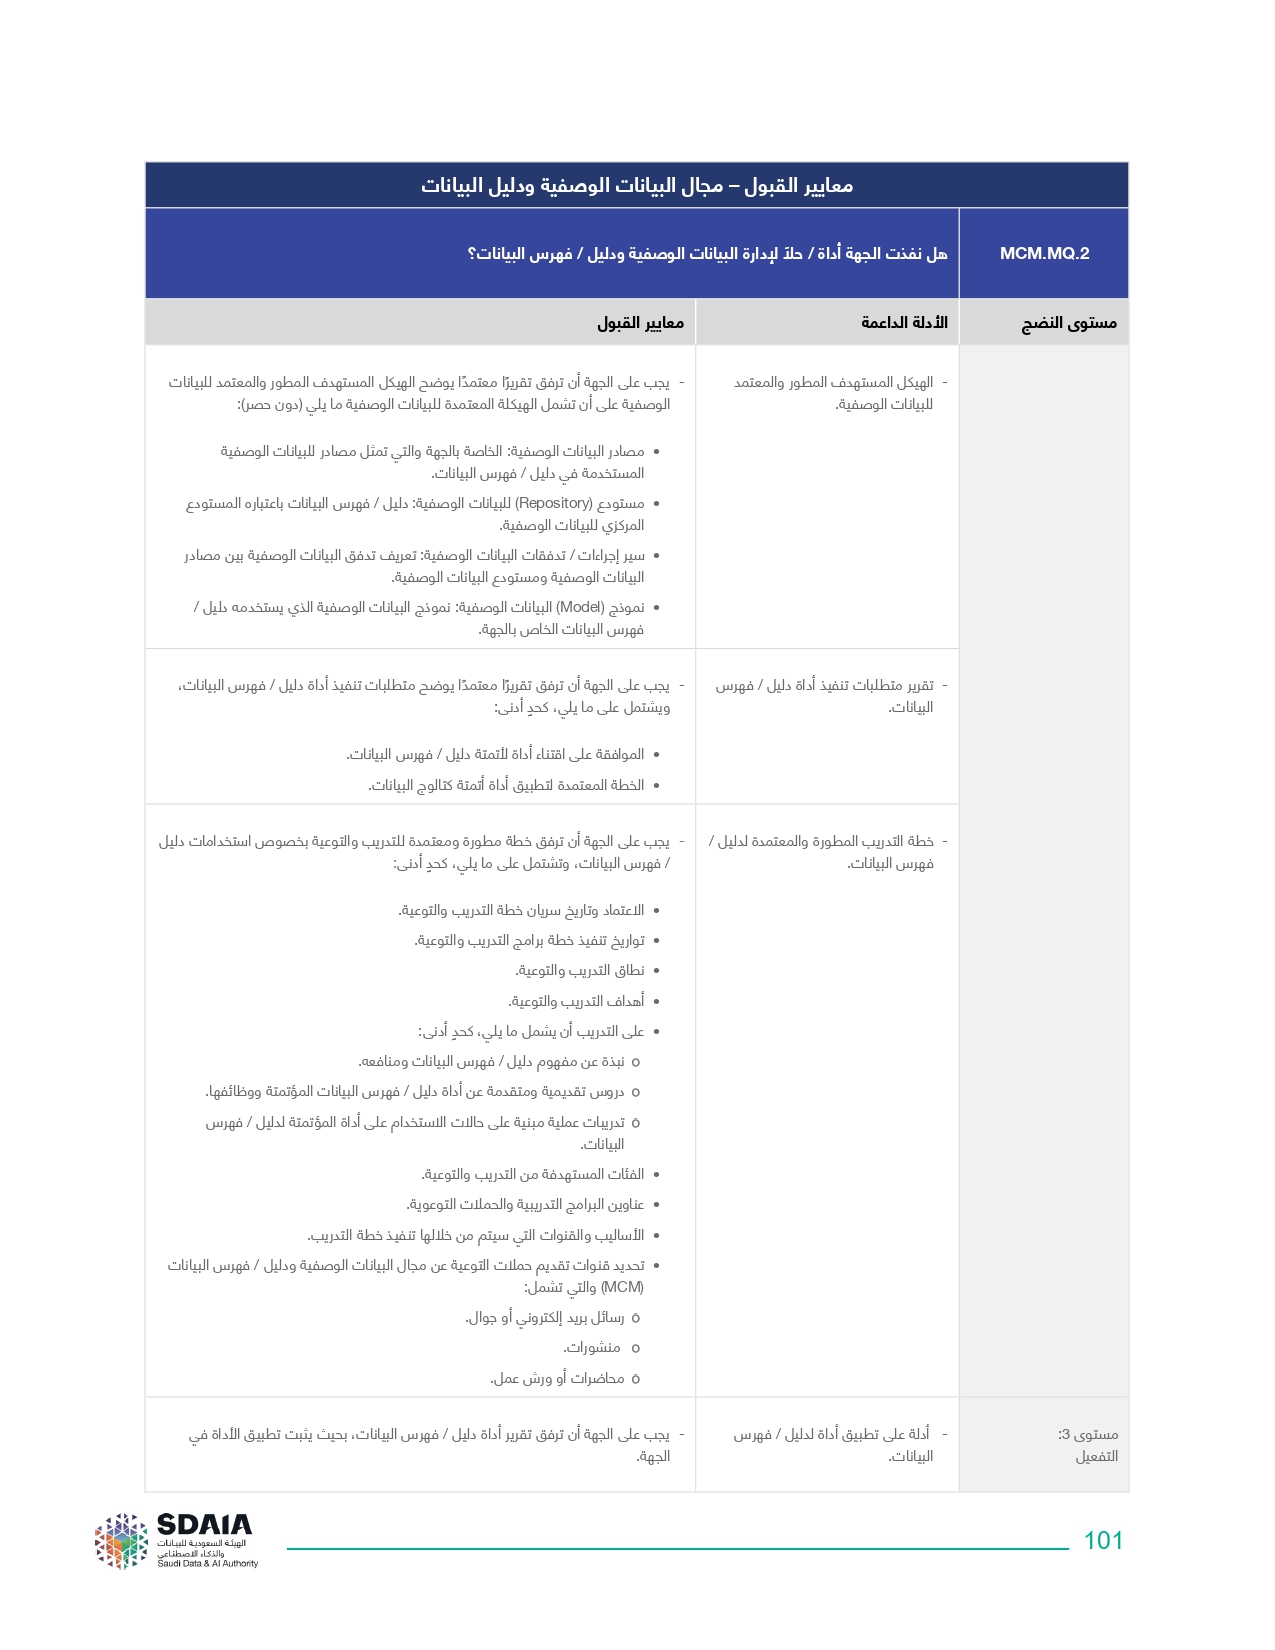 معايير القبول – مجال البيانات الوصفية ودليل البيانات
MCM.MQ.2
هل نفذت الجهة أداة / حلاً لإدارة البيانات الوصفية ودليل / فهرس البيانات؟
مستوى النضج
الأدلة الداعمة
معايير القبول
- الهيكل المستهدف المطور والمعتمد
للبيانات الوصفية.
- يجب على الجهة أن ترفق تقريرًا معتمدًا يوضح الهيكل المستهدف المطور والمعتمد للبيانات
الوصفية على أن تشمل الهيكلة المعتمدة للبيانات الوصفية ما يلي (دون حصر):
• مصادر البيانات الوصفية: الخاصة بالجهة والتي تمثل مصادر للبيانات الوصفية
المستخدمة في دليل / فهرس البيانات.
• مستودع (Repository) للبيانات الوصفية: دليل / فهرس البيانات باعتباره المستودع
المركزي للبيانات الوصفية.
• سير إجراءات / تدفقات البيانات الوصفية: تعريف تدفق البيانات الوصفية بين مصادر
البيانات الوصفية ومستودع البيانات الوصفية.
• نموذج (Model) البيانات الوصفية: نموذج البيانات الوصفية الذي يستخدمه دليل /
فهرس البيانات الخاص بالجهة.
- تقرير متطلبات تنفيذ أداة دليل / فهرس
البيانات.
- يجب على الجهة أن ترفق تقريرًا معتمدًا يوضح متطلبات تنفيذ أداة دليل / فهرس البيانات،
ويشتمل على ما يلي، كحدٍ أدنى:
• الموافقة على اقتناء أداة لأتمتة دليل / فهرس البيانات.
• الخطة المعتمدة لتطبيق أداة أتمتة كتالوج البيانات.
- خطة التدريب المطورة والمعتمدة لدليل /
فهرس البيانات.
- يجب على الجهة أن ترفق خطة مطورة ومعتمدة للتدريب والتوعية بخصوص استخدامات دليل
/ فهرس البيانات، وتشتمل على ما يلي، كحدٍ أدنى:
• الاعتماد وتاريخ سريان خطة التدريب والتوعية.
• تواريخ تنفيذ خطة برامج التدريب والتوعية.
• نطاق التدريب والتوعية.
• أهداف التدريب والتوعية.
• على التدريب أن يشمل ما يلي، كحدٍ أدنى:
o نبذة عن مفهوم دليل / فهرس البيانات ومنافعه.
o دروس تقديمية ومتقدمة عن أداة دليل / فهرس البيانات المؤتمتة ووظائفها.
o تدريبات عملية مبنية على حالات الاستخدام على أداة المؤتمتة لدليل / فهرس
البيانات.
• الفئات المستهدفة من التدريب والتوعية.
• عناوين البرامج التدريبية والحملات التوعوية.
• الأساليب والقنوات التي سيتم من خلالها تنفيذ خطة التدريب.
• تحديد قنوات تقديم حملات التوعية عن مجال البيانات الوصفية ودليل / فهرس البيانات
(MCM) والتي تشمل:
o رسائل بريد إلكتروني أو جوال.
o منشورات.
o محاضرات أو ورش عمل.
مستوى 3:
التفعيل
- أدلة على تطبيق أداة لدليل / فهرس
البيانات.
- يجب على الجهة أن ترفق تقرير أداة دليل / فهرس البيانات، بحيث يثبت تطبيق الأداة في
الجهة.
101
SDAIA
الهيئة السعودية للبيانات
والذكاء الاصطناعي
Saudi Data & AI Authority